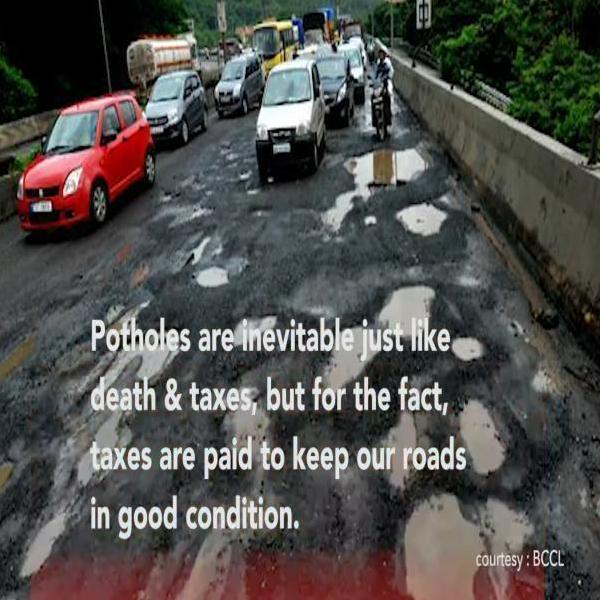 Potholes are inevitable just like
death & taxes, but for the fact,
taxes are paid to keep our roads
in good condition.
courtesy : BCCL